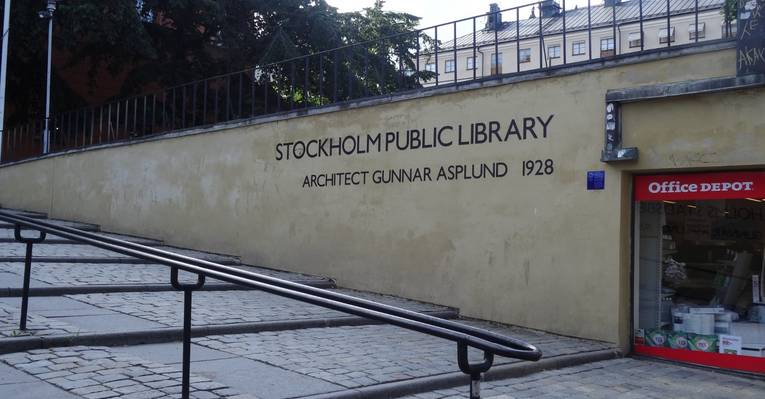 STOCKHOLM PUBLIC LIBRARY
ARCHITECT GUNNAR ASPLUND 1928
Office DEPOT